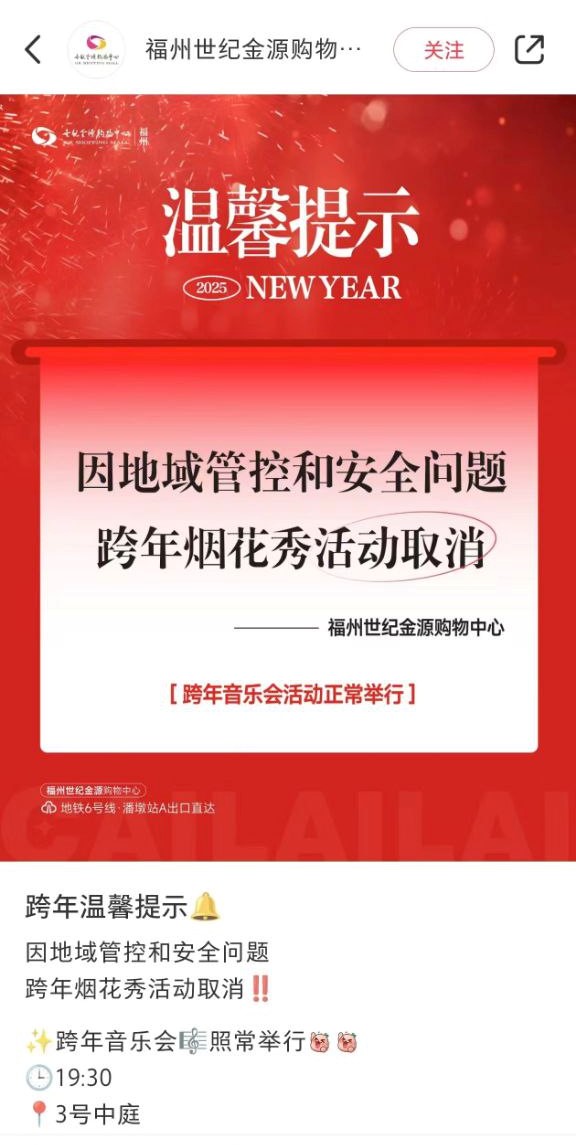 福州世纪金源购物···
关注
福州
温馨提示
2025 NEW YEAR
因地域管控和安全问题
跨年烟花秀活动取消
福州世纪金源购物中心
[ 跨年音乐会活动正常举行 ]
福州世纪金源购物中心
地铁6号线·潘墩站A出口直达
CAILAILAI
跨年温馨提示🔔
因地域管控和安全问题
跨年烟花秀活动取消‼️
✨跨年音乐会🎼照常举行🐷🐷
🕒19:30
📍3号中庭